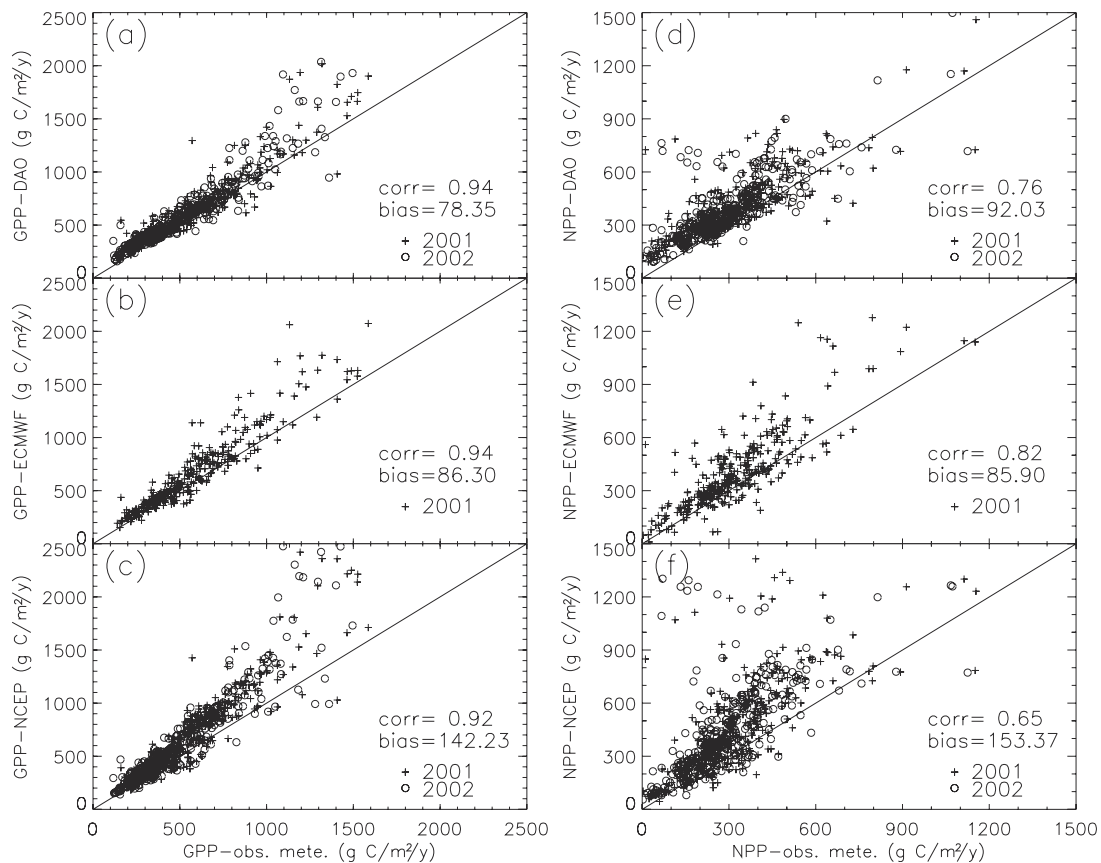 (a)
GPP-DAO (g C/m²/y)
2500
2000
1500
1000
500
0
corr= 0.94
bias=78.35
+ 2001
o 2002
(d)
NPP-DAO (g C/m²/y)
1500
1200
900
600
300
0
corr= 0.76
bias=92.03
+ 2001
o 2002
(b)
GPP-ECMWF (g C/m²/y)
2000
1500
1000
500
0
corr= 0.94
bias=86.30
+ 2001
(e)
NPP-ECMWF (g C/m²/y)
1200
900
600
300
0
corr= 0.82
bias=85.90
+ 2001
(c)
GPP-NCEP (g C/m²/y)
2500
2000
1500
1000
500
0
corr= 0.92
bias=142.23
+ 2001
o 2002
0 500 1000 1500 2000 2500
GPP-obs. mete. (g C/m²/y)
(f)
NPP-NCEP (g C/m²/y)
1500
1200
900
600
300
0
corr= 0.65
bias=153.37
+ 2001
o 2002
0 300 600 900 1200 1500
NPP-obs. mete. (g C/m²/y)